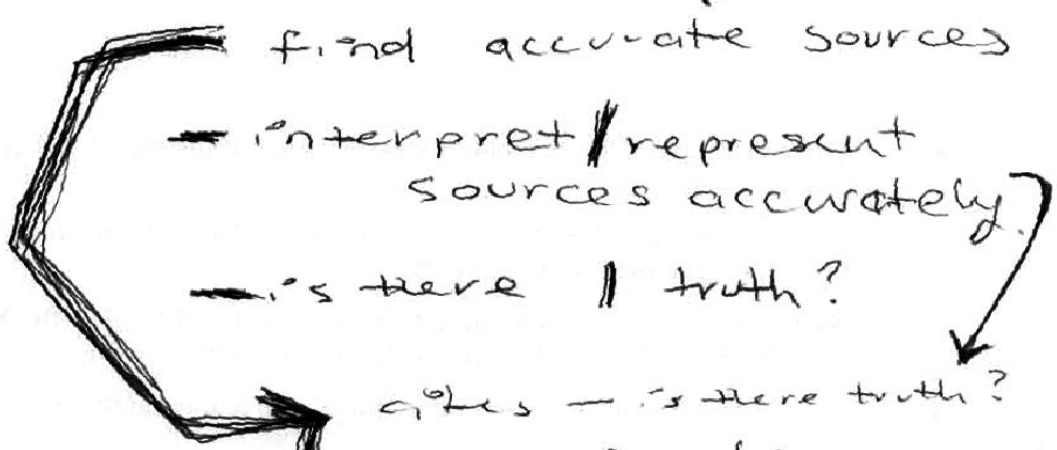 find accurate sources
- interpret/represent
sources accurately
- is there 1 truth?
- is there truth?